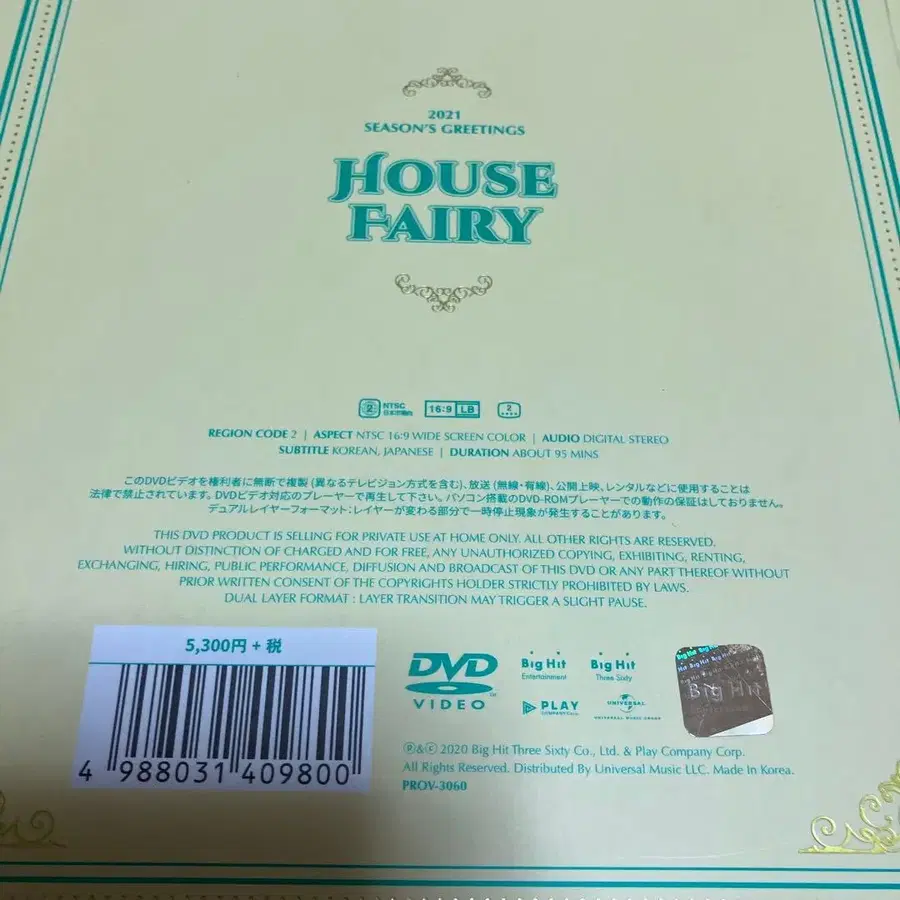 2021
SEASON'S GREETINGS
HOUSE
FAIRY
2 NTSC 日本市場向 16:9 LB 2
REGION CODE 2 | ASPECT NTSC 16:9 WIDE SCREEN COLOR | AUDIO DIGITAL STEREO
SUBTITLE KOREAN, JAPANESE | DURATION ABOUT 95 MINS
このDVDビデオを権利者に無断で複製 (異なるテレビジョン方式を含む)、放送 (無線・有線)、公開上映、レンタルなどに使用することは
法律で禁止されています。DVDビデオ対応のプレーヤーで再生して下さい。パソコン搭載のDVD-ROMプレーヤーでの動作の保証はしておりません。
デュアルレイヤーフォーマット:レイヤーが変わる部分で一時停止現象が発生することがあります。
THIS DVD PRODUCT IS SELLING FOR PRIVATE USE AT HOME ONLY. ALL OTHER RIGHTS ARE RESERVED.
WITHOUT DISTINCTION OF CHARGED AND FOR FREE, ANY UNAUTHORIZED COPYING, EXHIBITING, RENTING,
EXCHANGING, HIRING, PUBLIC PERFORMANCE, DIFFUSION AND BROADCAST OF THIS DVD OR ANY PART THEREOF WITHOUT
PRIOR WRITTEN CONSENT OF THE COPYRIGHTS HOLDER STRICTLY PROHIBITED BY LAWS.
DUAL LAYER FORMAT : LAYER TRANSITION MAY TRIGGER A SLIGHT PAUSE.
5,300円 + 税
4 988031 409800
DVD
VIDEO
Big Hit
Entertainment
Big Hit
Three Sixty
PLAY
COMPANY Corp.
UNIVERSAL
UNIVERSAL MUSIC GROUP
Big Hit Big Hit
Big Hit
℗&© 2020 Big Hit Three Sixty Co., Ltd. & Play Company Corp.
All Rights Reserved. Distributed By Universal Music LLC. Made In Korea.
PROV-3060